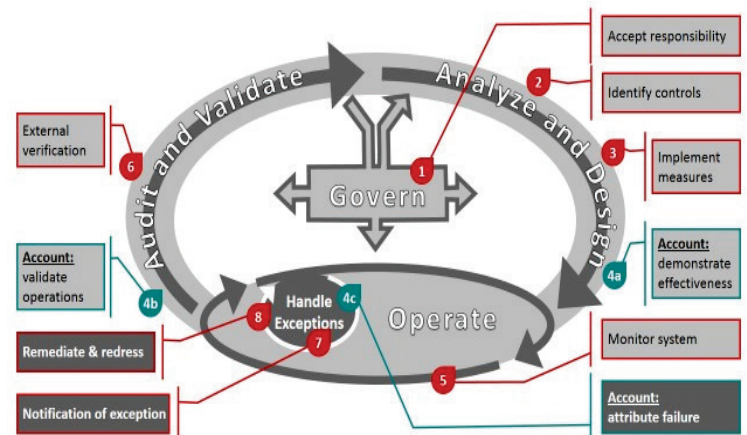 Accept responsibility
1
Analyze and Design
2
Identify controls
Audit and Validate
External
verification
6
3
Implement
measures
Govern
Account:
validate
operations
4b
4a
Account:
demonstrate
effectiveness
Handle
Exceptions
4c
Operate
8
7
Remediate & redress
Monitor system
5
Notification of exception
Account:
attribute failure